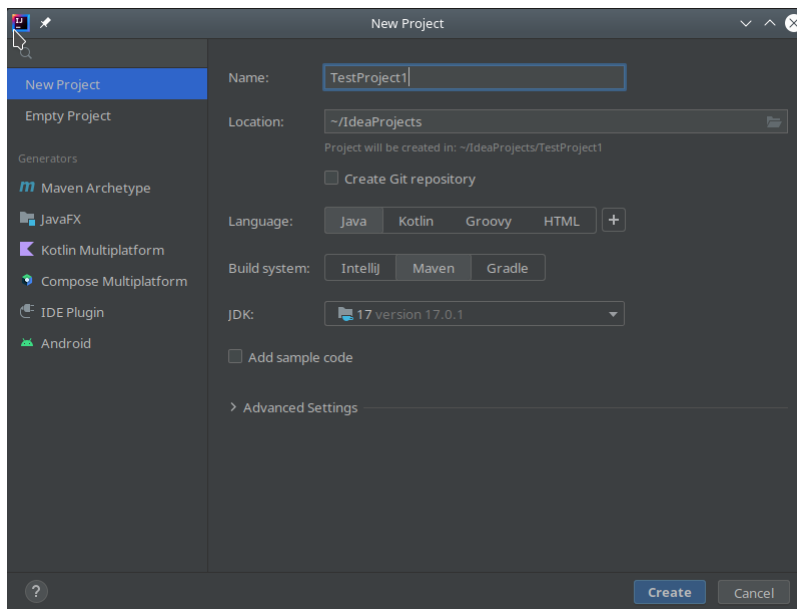 New Project
New Project
Empty Project
Generators
Maven Archetype
JavaFX
Kotlin Multiplatform
Compose Multiplatform
IDE Plugin
Android
Name: TestProject1
Location: ~/IdeaProjects
Project will be created in: ~/IdeaProjects/TestProject1
Create Git repository
Language: Java Kotlin Groovy HTML +
Build system: IntelliJ Maven Gradle
JDK: 17 version 17.0.1
Add sample code
Advanced Settings
? Create Cancel